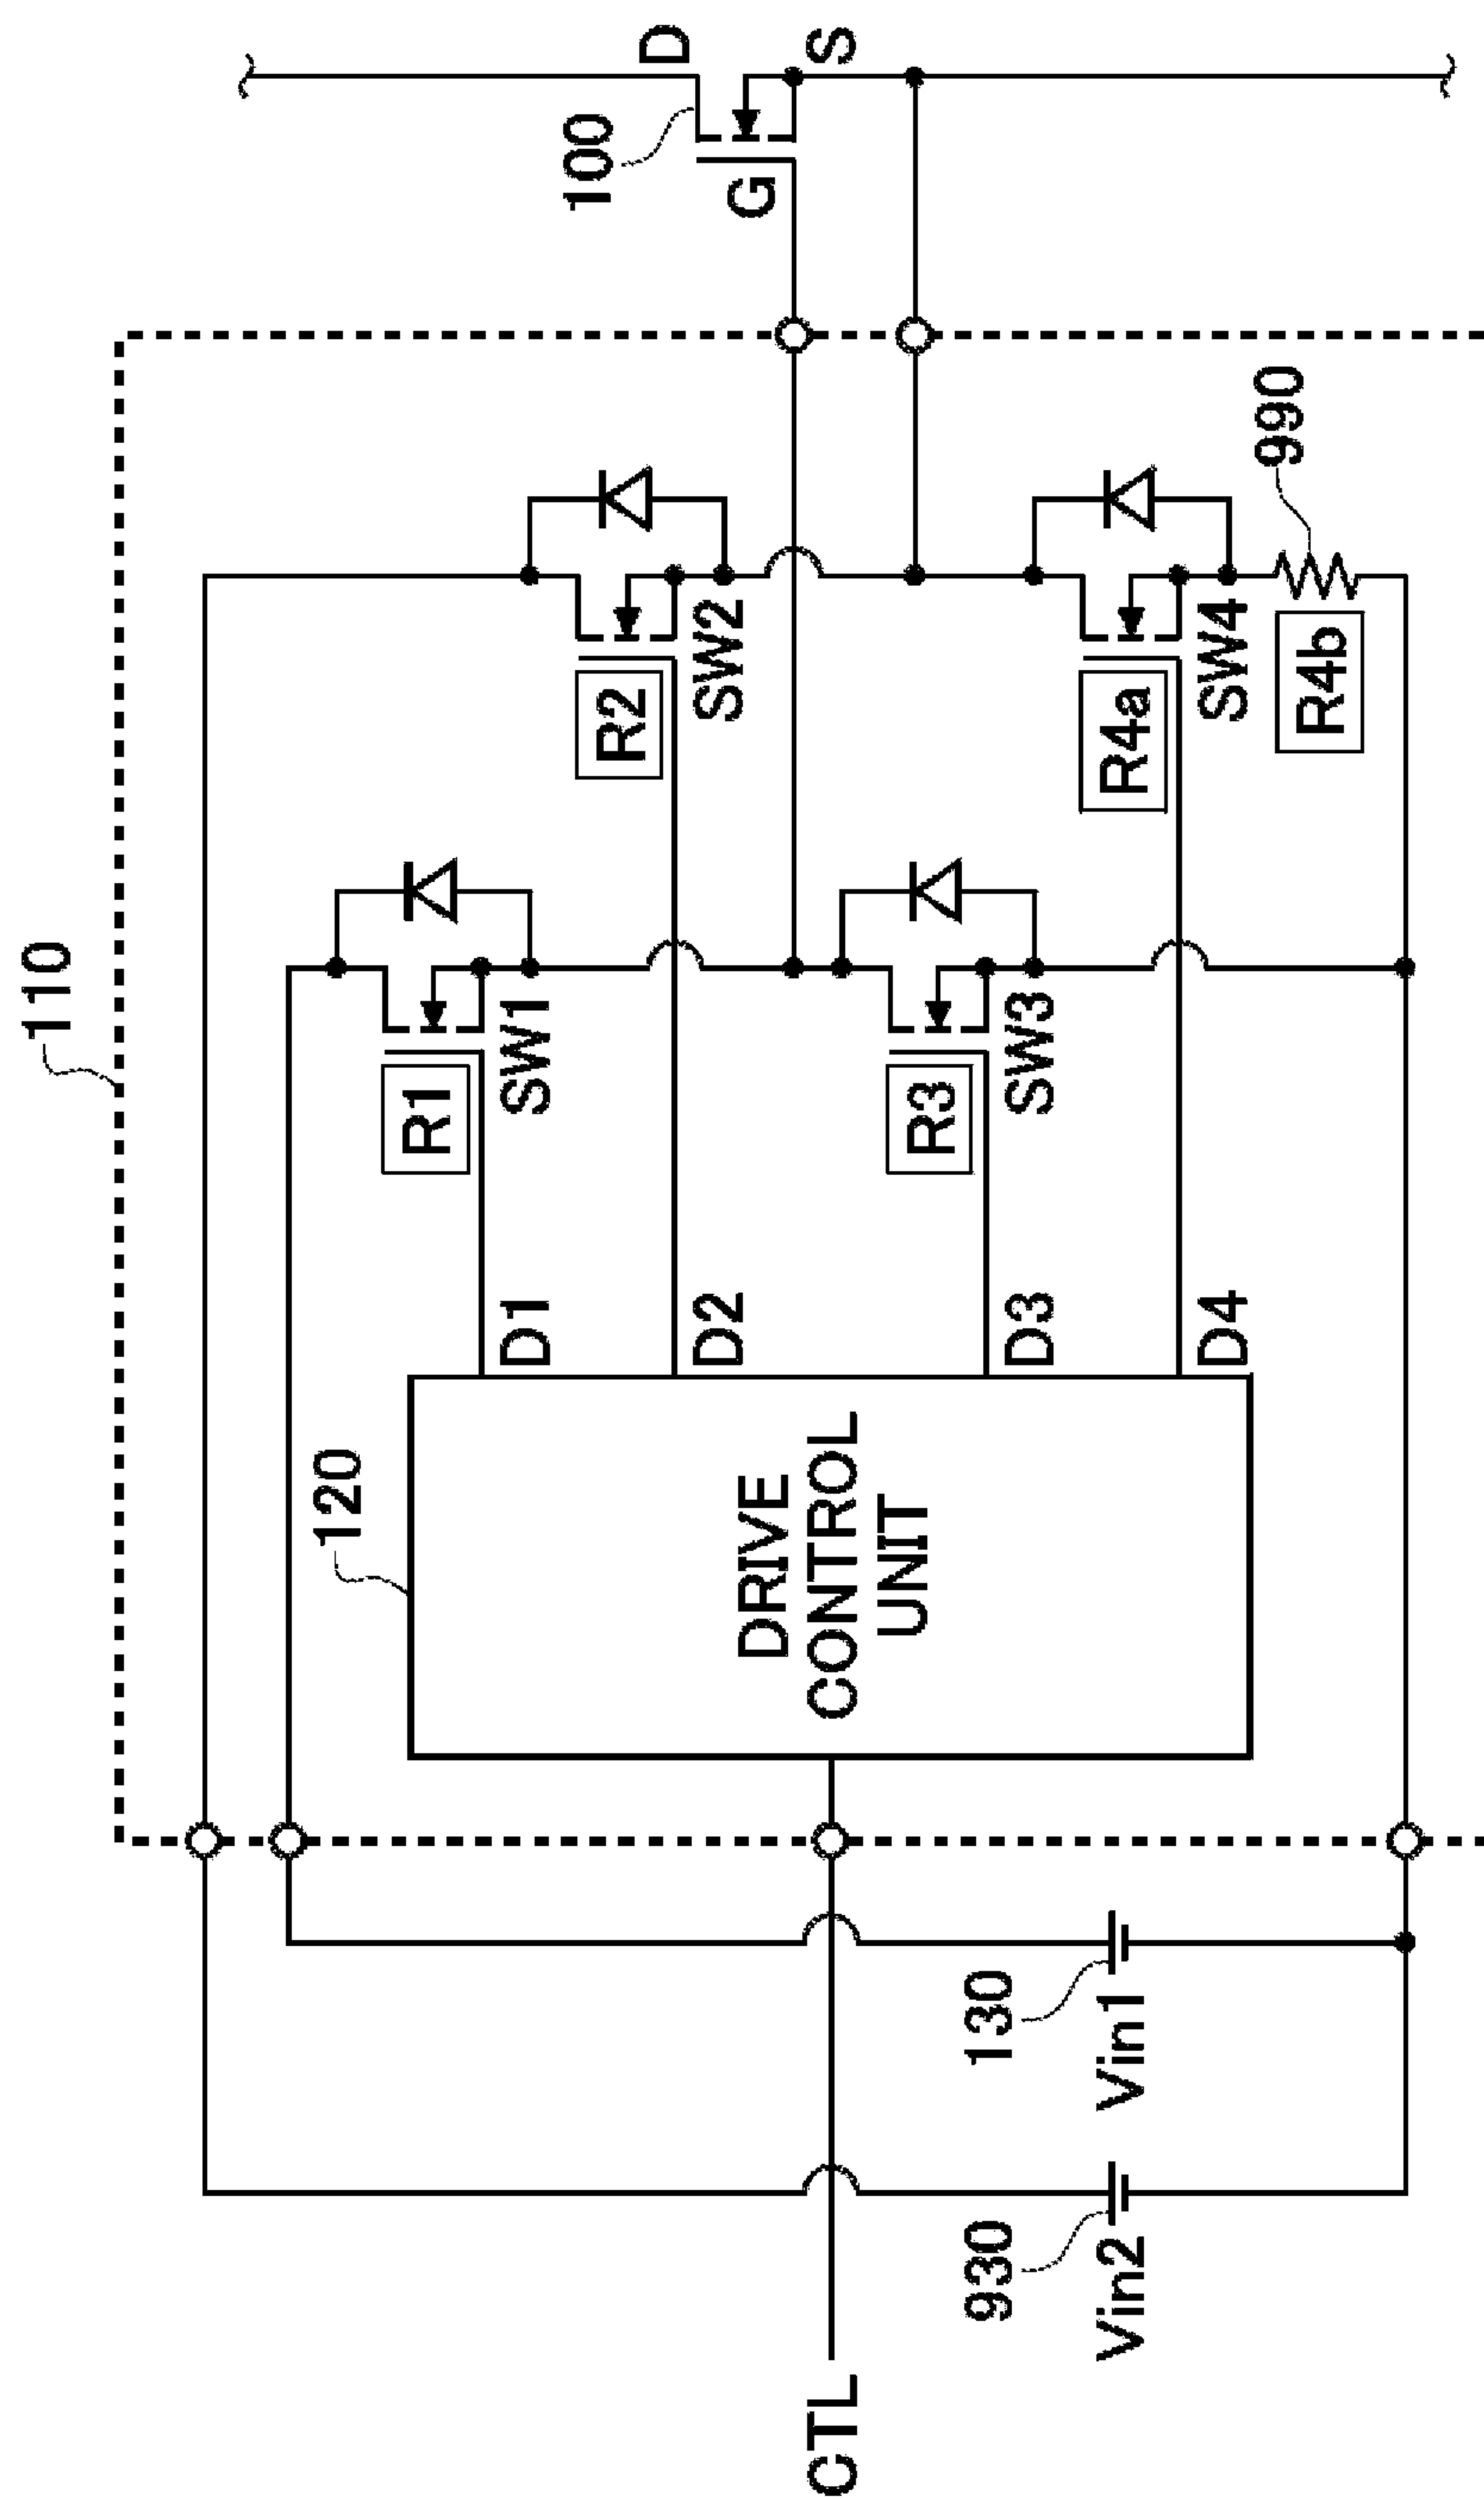 110
100
D
G
S
SW2
R2
990
SW4
R4a
R4b
SW1
R1
SW3
R3
120
D1
D2
D3
D4
DRIVE
CONTROL
UNIT
130
Vin1
930
Vin2
CTL